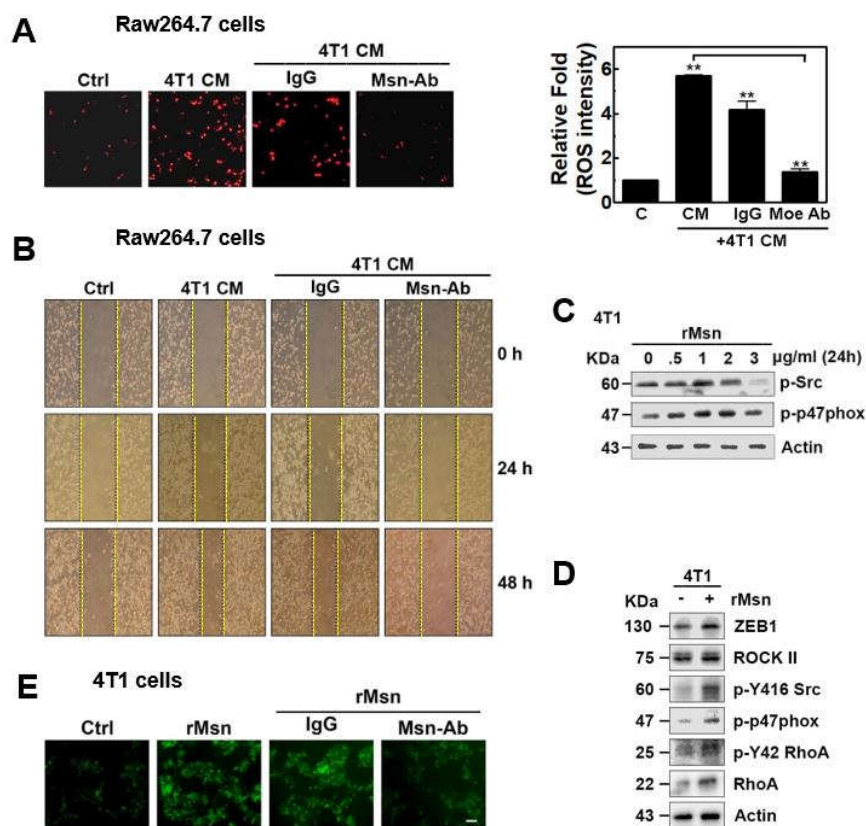 A
Raw264.7 cells
4T1 CM
Ctrl 4T1 CM IgG Msn-Ab
Relative Fold
(ROS intensity)
6
4
2
0
** ** **
C CM IgG Moe Ab
+4T1 CM
B
Raw264.7 cells
4T1 CM
Ctrl 4T1 CM IgG Msn-Ab
0 h
24 h
48 h
C
4T1
rMsn
KDa 0 .5 1 2 3 µg/ml (24h)
60 p-Src
47 p-p47phox
43 Actin
D
4T1
KDa - + rMsn
130 ZEB1
75 ROCK II
60 p-Y416 Src
47 p-p47phox
25 p-Y42 RhoA
22 RhoA
43 Actin
E
4T1 cells
rMsn
Ctrl rMsn IgG Msn-Ab